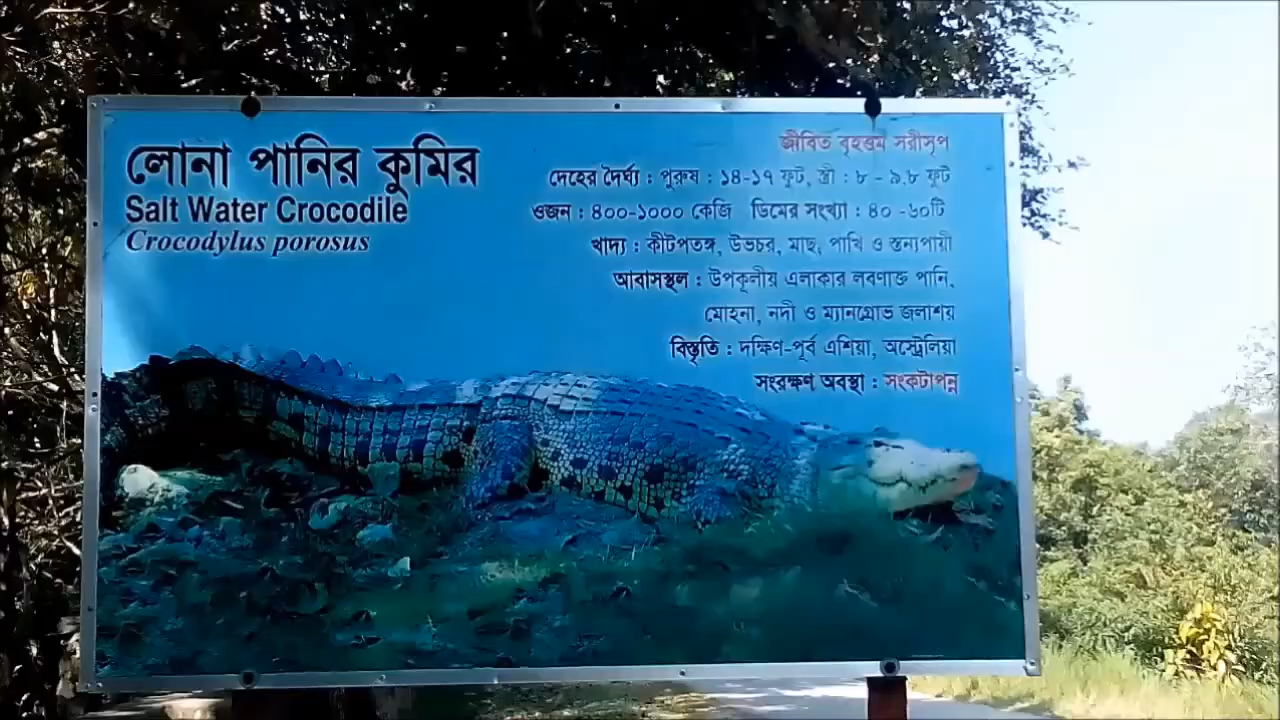 লোনা পানির কুমির
Salt Water Crocodile
Crocodylus porosus
জীবিত বৃহত্তম সরীসৃপ
দেহের দৈর্ঘ্য : পুরুষ : ১৪-১৭ ফুট, স্ত্রী : ৮ - ৯.৮ ফুট
ওজন : ৪০০-১০০০ কেজি ডিমের সংখ্যা : ৪০ -৬০টি
খাদ্য : কীটপতঙ্গ, উভচর, মাছ, পাখি ও স্তন্যপায়ী
আবাসস্থল : উপকূলীয় এলাকার লবণাক্ত পানি,
মোহনা, নদী ও ম্যানগ্রোভ জলাশয়
বিস্তৃতি : দক্ষিণ-পূর্ব এশিয়া, অস্ট্রেলিয়া
সংরক্ষণ অবস্থা : সংকটাপন্ন